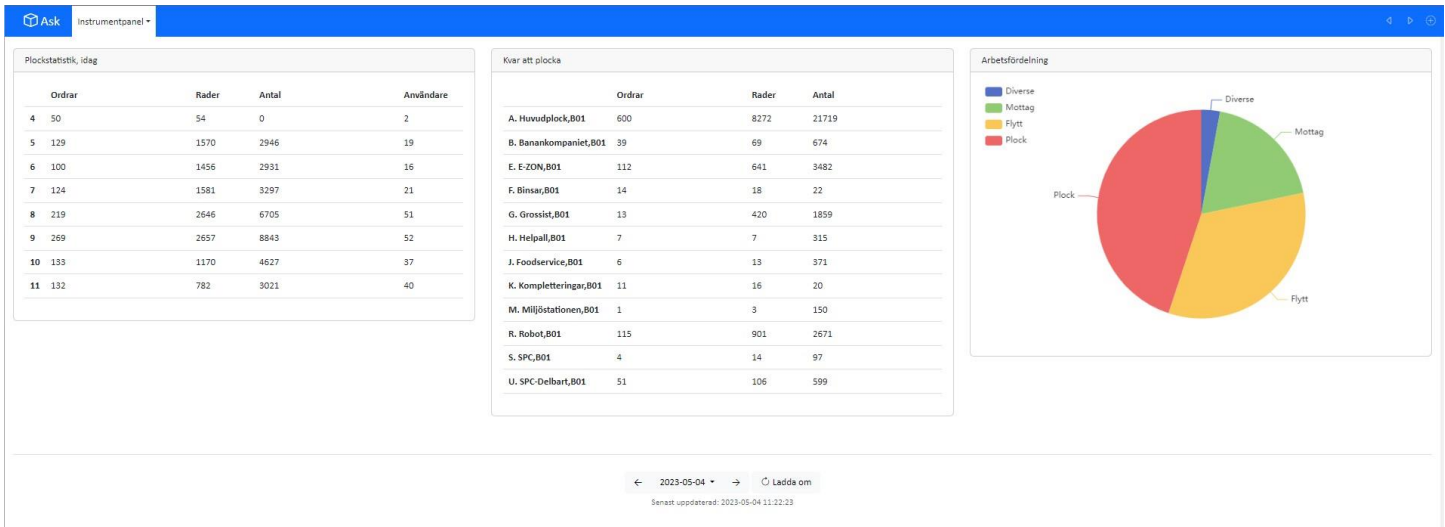 Ask Instrumentpanel
Plockstatistik, idag
Ordrar Rader Antal Användare
4 50 54 0 2
5 129 1570 2946 19
6 100 1456 2931 16
7 124 1581 3297 21
8 219 2646 6705 51
9 269 2657 8843 52
10 133 1170 4627 37
11 132 782 3021 40
Kvar att plocka
Ordrar Rader Antal
A. Huvudplock,B01 600 8272 21719
B. Banankompaniet,B01 39 69 674
E. E-ZON,B01 112 641 3482
F. Binsar,B01 14 18 22
G. Grossist,B01 13 420 1859
H. Helpall,B01 7 7 315
J. Foodservice,B01 6 13 371
K. Kompletteringar,B01 11 16 20
M. Miljöstationen,B01 1 3 150
R. Robot,B01 115 901 2671
S. SPC,B01 4 14 97
U. SPC-Delbart,B01 51 106 599
Arbetsfördelning
Diverse
Mottag
Flytt
Plock
Diverse
Mottag
Plock
Flytt
← 2023-05-04 → Ladda om
Senast uppdaterad: 2023-05-04 11:22:23